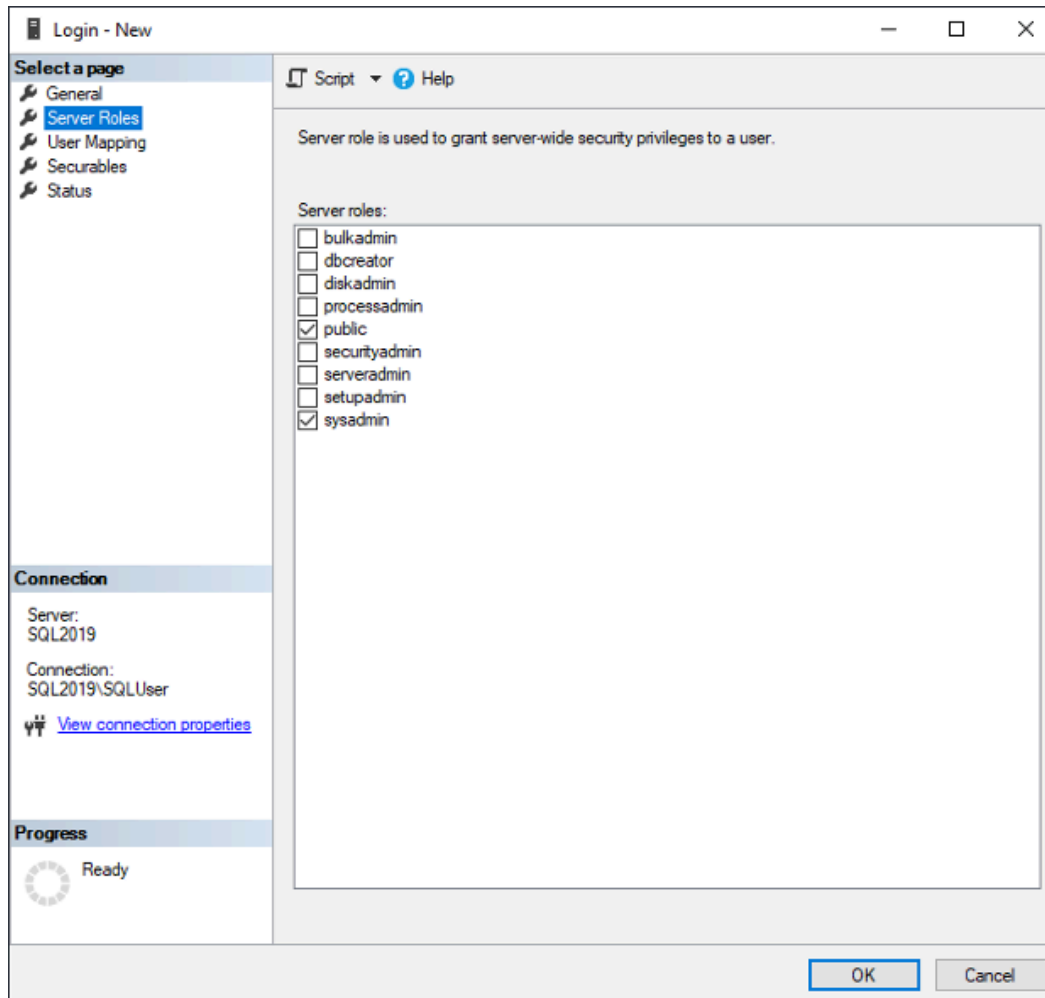 Login - New
Select a page
General
Server Roles
User Mapping
Securables
Status
Connection
Server:
SQL2019
Connection:
SQL2019\SQLUser
View connection properties
Progress
Ready
Script Help
Server role is used to grant server-wide security privileges to a user.
Server roles:
bulkadmin
dbcreator
diskadmin
processadmin
public
securityadmin
serveradmin
setupadmin
sysadmin
OK Cancel